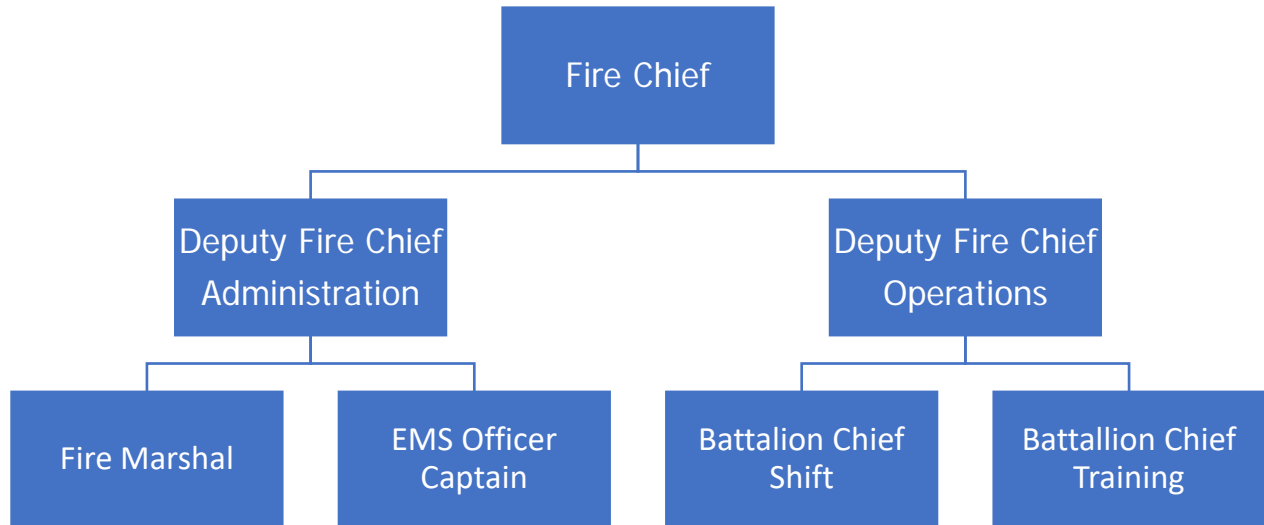 Fire Chief
Deputy Fire Chief
Administration
Deputy Fire Chief
Operations
Fire Marshal
EMS Officer
Captain
Battalion Chief
Shift
Battallion Chief
Training